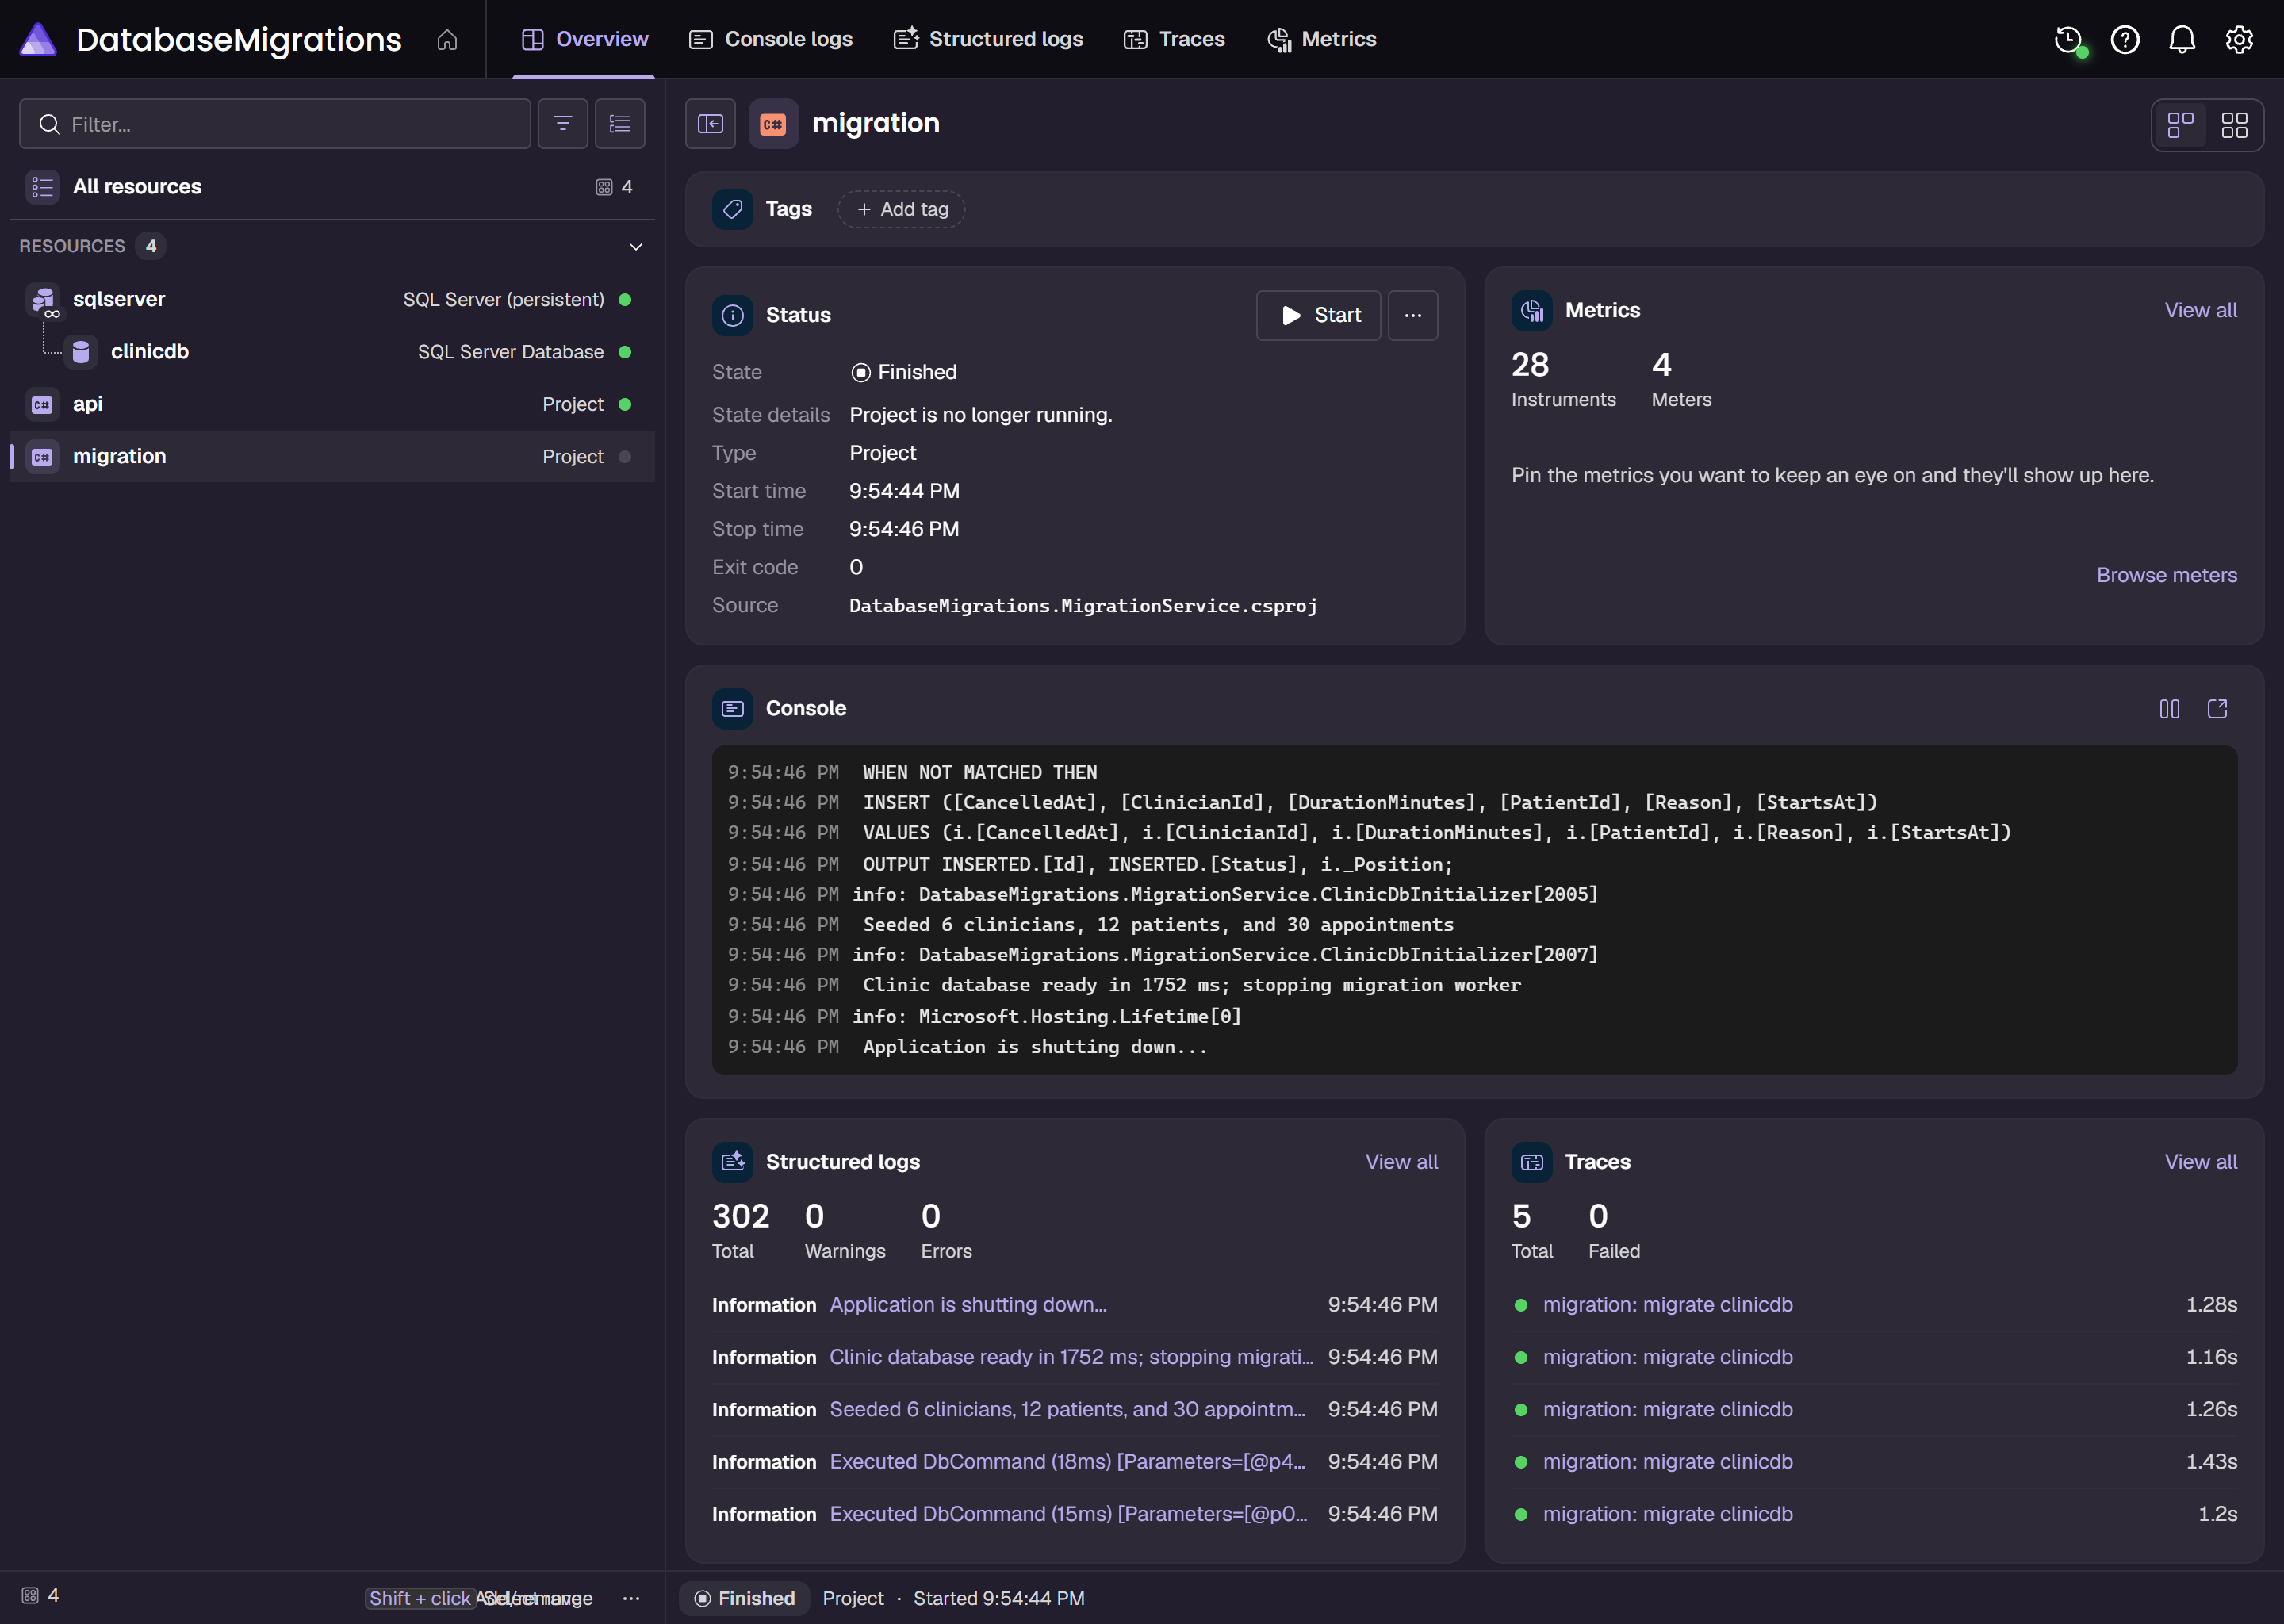 DatabaseMigrations
Overview
Console logs
Structured logs
Traces
Metrics
Filter...
All resources
4
RESOURCES 4
sqlserver SQL Server (persistent)
clinicdb SQL Server Database
C# api Project
C# migration Project
4
Shift + click
C# migration
Tags
+ Add tag
Status
Start
...
State Finished
State details Project is no longer running.
Type Project
Start time 9:54:44 PM
Stop time 9:54:46 PM
Exit code 0
Source DatabaseMigrations.MigrationService.csproj
Metrics View all
28 4
Instruments Meters
Pin the metrics you want to keep an eye on and they'll show up here.
Browse meters
Console
9:54:46 PM WHEN NOT MATCHED THEN
9:54:46 PM INSERT ([CancelledAt], [ClinicianId], [DurationMinutes], [PatientId], [Reason], [StartsAt])
9:54:46 PM VALUES (i.[CancelledAt], i.[ClinicianId], i.[DurationMinutes], i.[PatientId], i.[Reason], i.[StartsAt])
9:54:46 PM OUTPUT INSERTED.[Id], INSERTED.[Status], i._Position;
9:54:46 PM info: DatabaseMigrations.MigrationService.ClinicDbInitializer[2005]
9:54:46 PM Seeded 6 clinicians, 12 patients, and 30 appointments
9:54:46 PM info: DatabaseMigrations.MigrationService.ClinicDbInitializer[2007]
9:54:46 PM Clinic database ready in 1752 ms; stopping migration worker
9:54:46 PM info: Microsoft.Hosting.Lifetime[0]
9:54:46 PM Application is shutting down...
Structured logs View all
302 0 0
Total Warnings Errors
Information Application is shutting down... 9:54:46 PM
Information Clinic database ready in 1752 ms; stopping migrati... 9:54:46 PM
Information Seeded 6 clinicians, 12 patients, and 30 appointm... 9:54:46 PM
Information Executed DbCommand (18ms) [Parameters=[@p4... 9:54:46 PM
Information Executed DbCommand (15ms) [Parameters=[@p0... 9:54:46 PM
Traces View all
5 0
Total Failed
migration: migrate clinicdb 1.28s
migration: migrate clinicdb 1.16s
migration: migrate clinicdb 1.26s
migration: migrate clinicdb 1.43s
migration: migrate clinicdb 1.2s
Finished Project · Started 9:54:44 PM